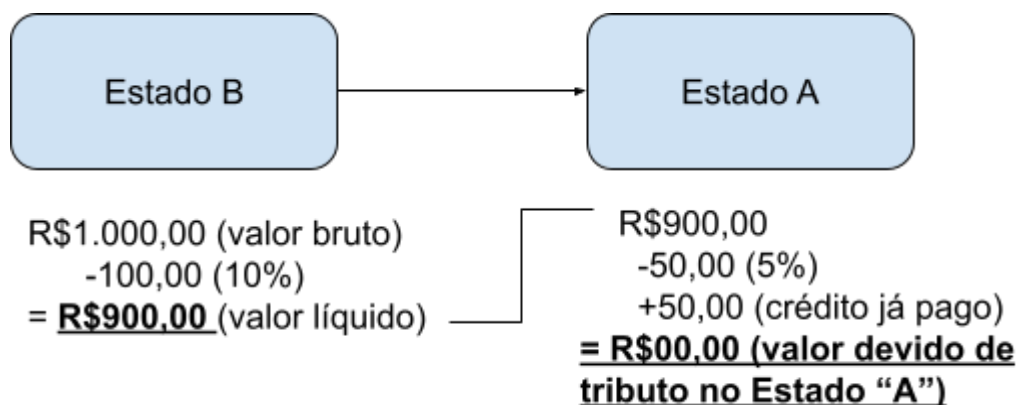 Estado B
Estado A
R$1.000,00 (valor bruto)
-100,00 (10%)
= R$900,00 (valor líquido)
R$900,00
-50,00 (5%)
+50,00 (crédito já pago)
= R$00,00 (valor devido de
tributo no Estado “A”)